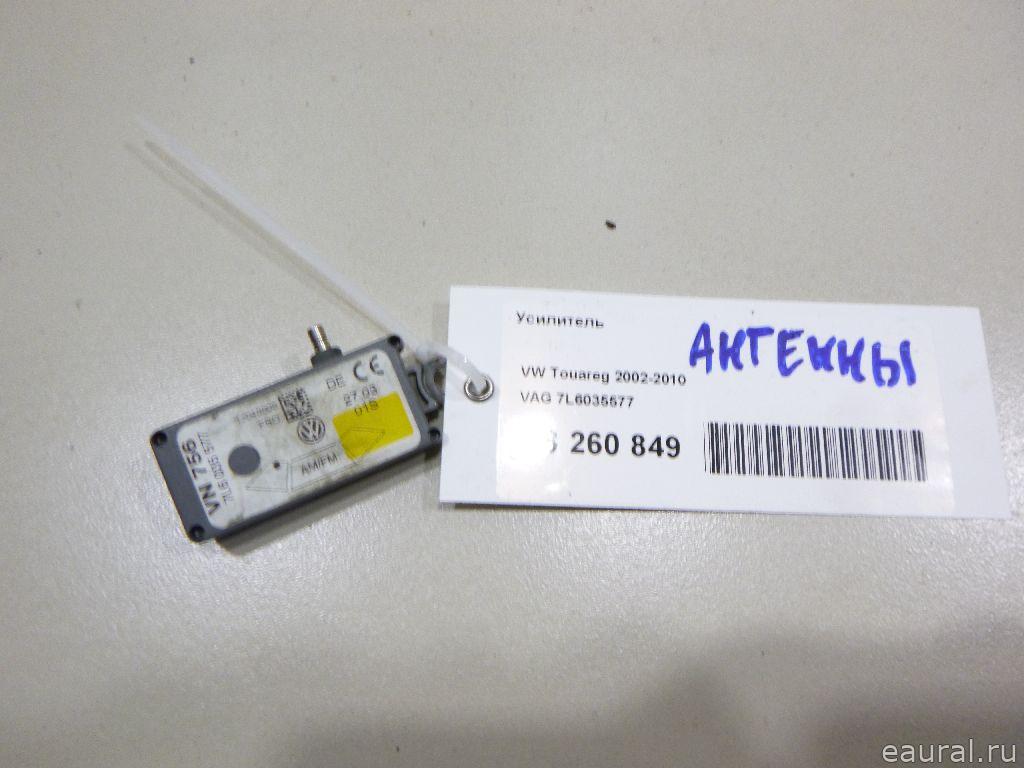 Усилитель
АНТЕННЫ
VW Touareg 2002-2010
VAG 7L6035577
260 849
DE CE
27.03
01S
AM/FM
VN 756
7L6 035 577
eaural.ru